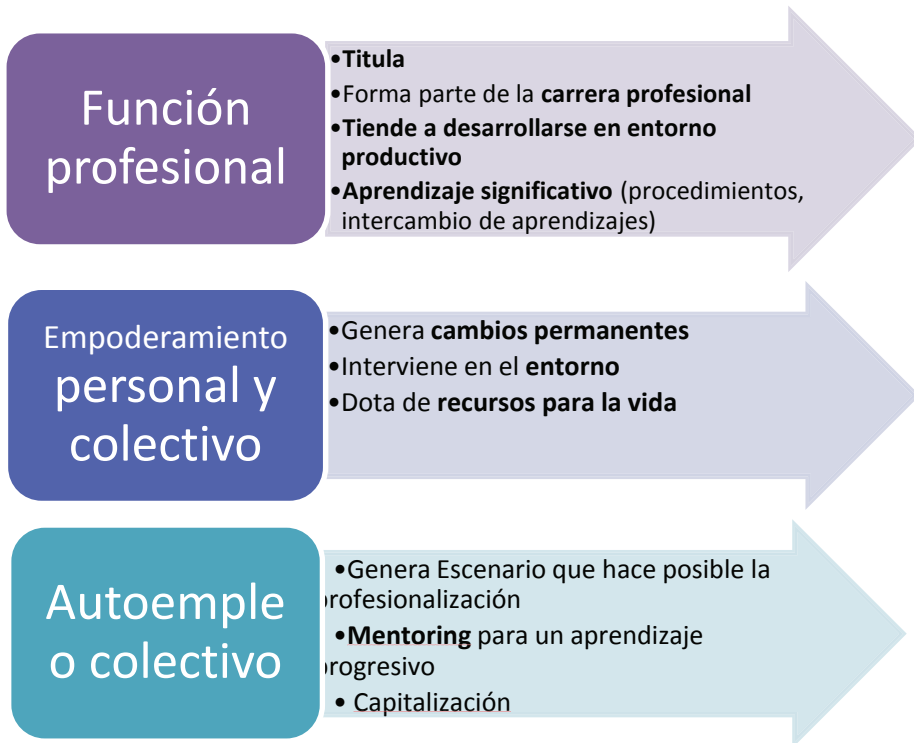 Función
profesional
•Titula
•Forma parte de la carrera profesional
•Tiende a desarrollarse en entorno
productivo
•Aprendizaje significativo (procedimientos,
intercambio de aprendizajes)
Empoderamiento
personal y
colectivo
•Genera cambios permanentes
•Interviene en el entorno
•Dota de recursos para la vida
Autoemple
o colectivo
•Genera Escenario que hace posible la
profesionalización
•Mentoring para un aprendizaje
progresivo
• Capitalización